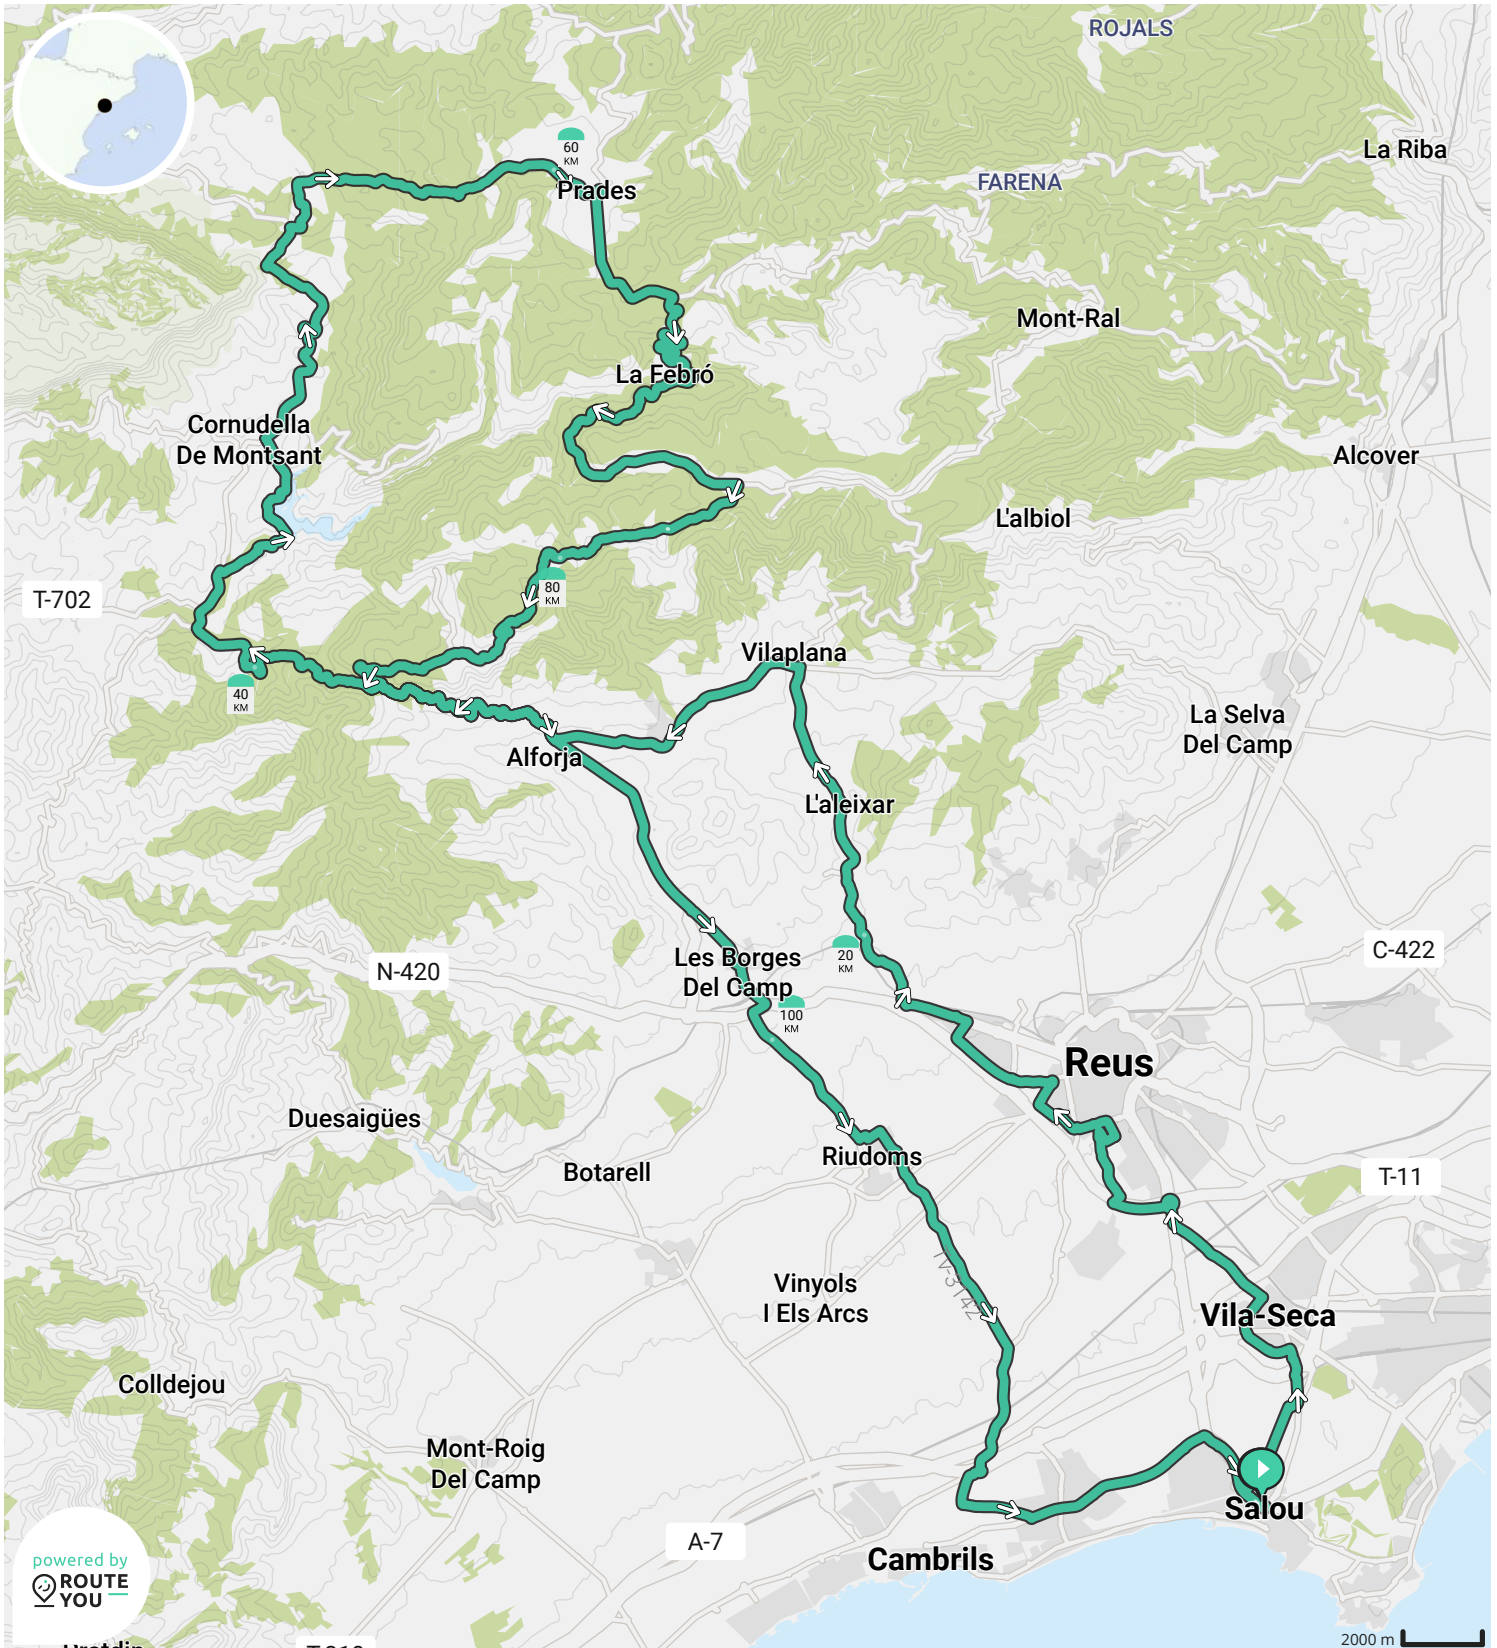 ROJALS
La Riba
60
KM
Prades
FARENA
Mont-Ral
La Febró
Cornudella
De Montsant
Alcover
L'albiol
T-702
80
KM
Vilaplana
40
KM
La Selva
Del Camp
Alforja
L'aleixar
Les Borges
Del Camp
N-420
20
KM
C-422
100
KM
Reus
Duesaigües
Botarell
Riudoms
T-11
Vinyols
I Els Arcs
TV-3142
Vila-Seca
Colldejou
Mont-Roig
Del Camp
Salou
A-7
Cambrils
powered by
ROUTE
YOU
2000 m